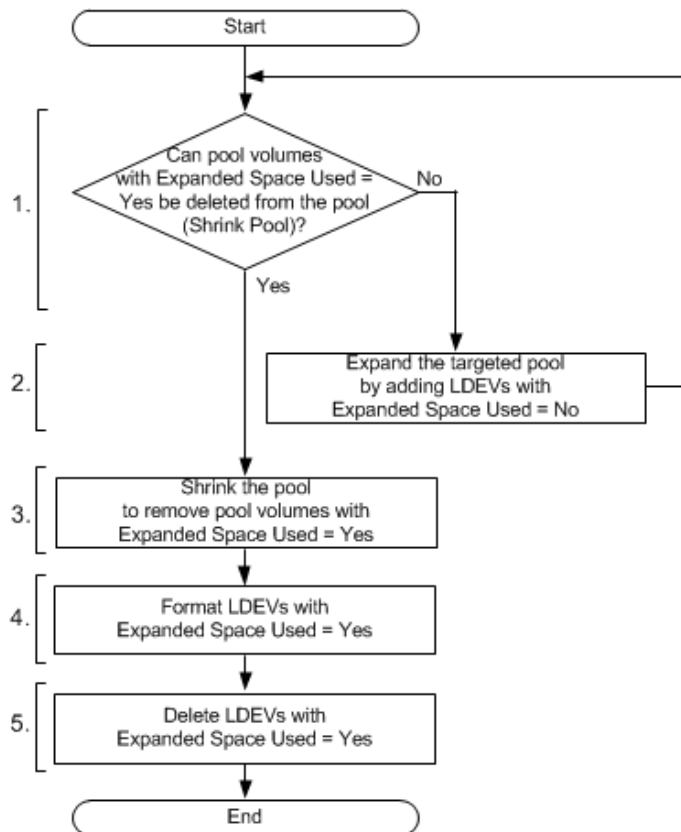 Start
1.
Can pool volumes
with Expanded Space Used =
Yes be deleted from the pool
(Shrink Pool)?
No
Yes
2.
Expand the targeted pool
by adding LDEVs with
Expanded Space Used = No
3.
Shrink the pool
to remove pool volumes with
Expanded Space Used = Yes
4.
Format LDEVs with
Expanded Space Used = Yes
5.
Delete LDEVs with
Expanded Space Used = Yes
End